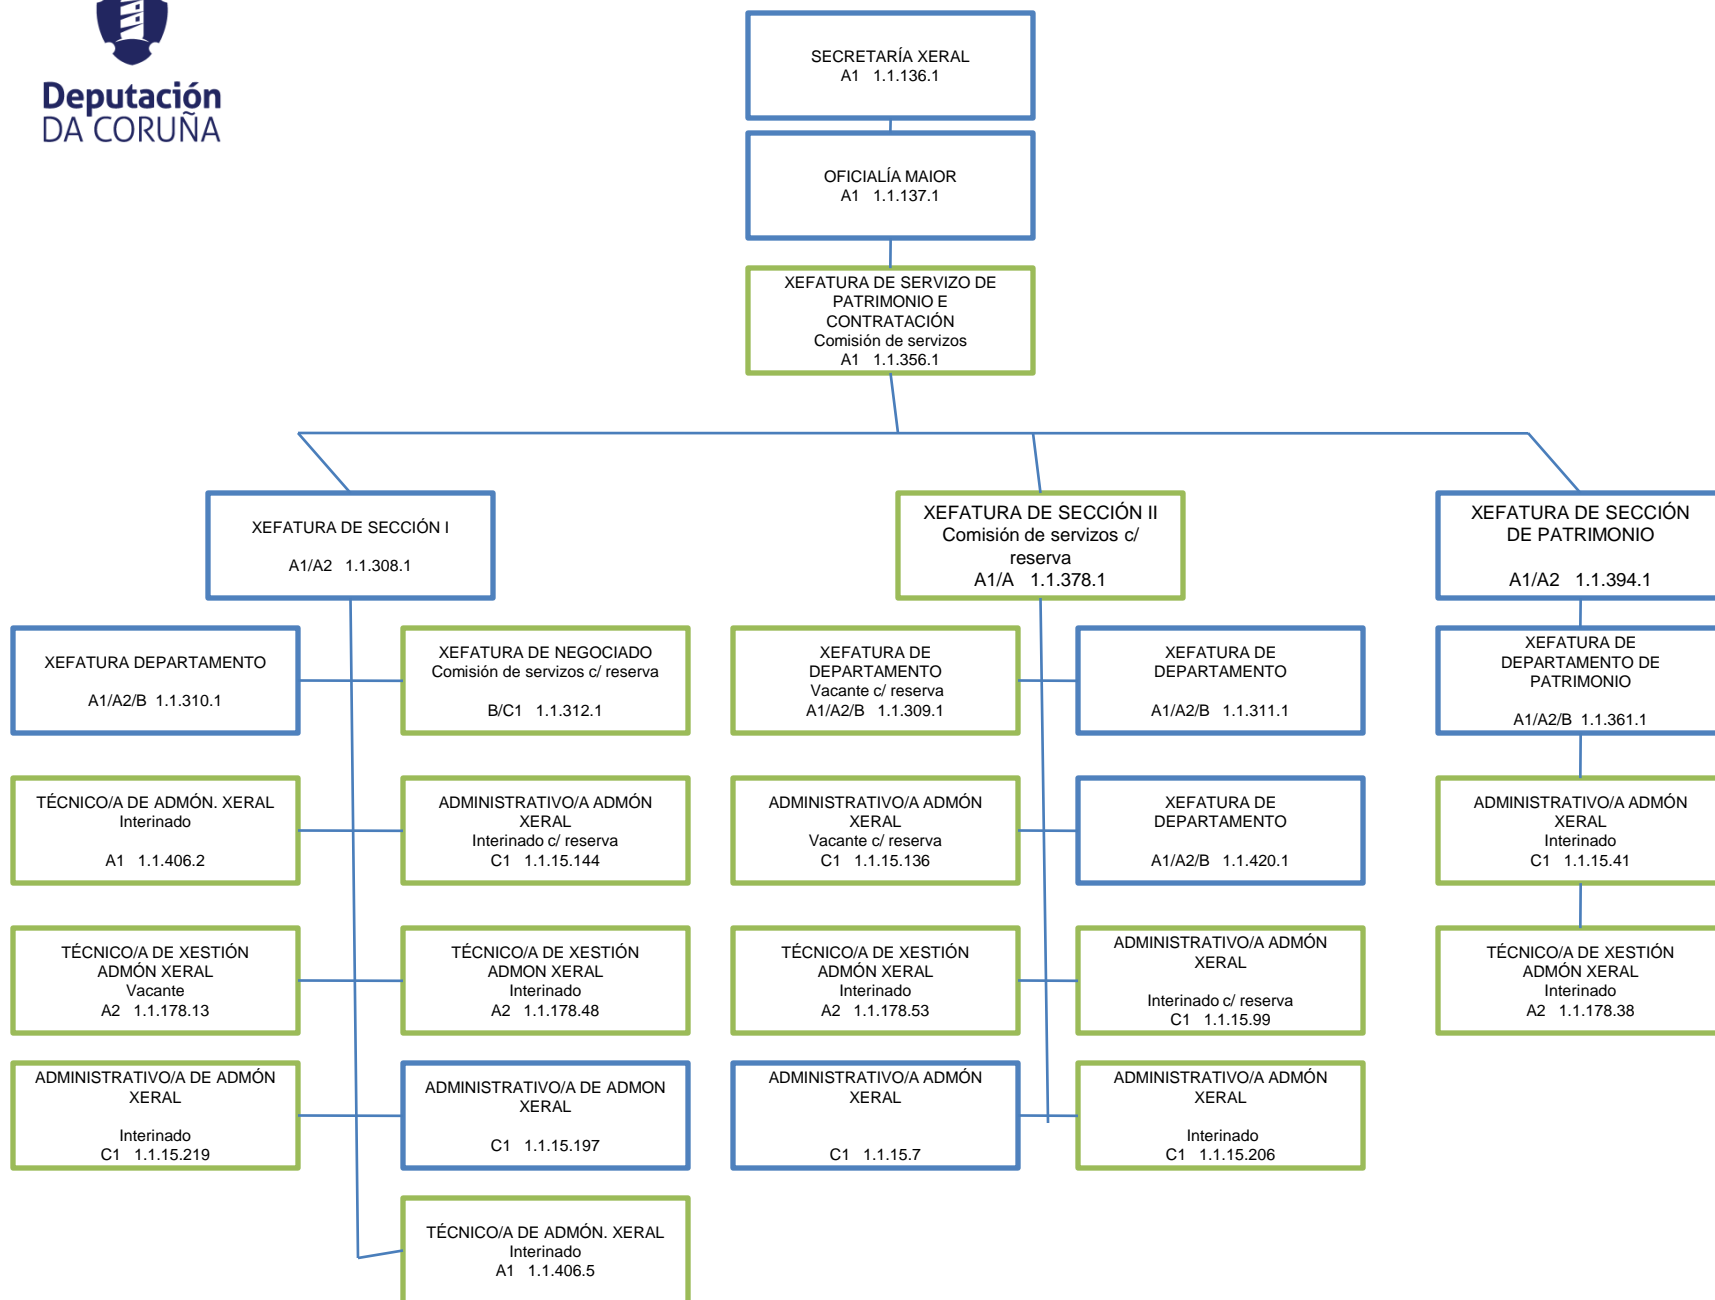 Deputación
DA CORUÑA
SECRETARÍA XERAL
A1 1.1.136.1
OFICIALÍA MAIOR
A1 1.1.137.1
XEFATURA DE SERVIZO DE
PATRIMONIO E
CONTRATACIÓN
Comisión de servizos
A1 1.1.356.1
XEFATURA DE SECCIÓN I
A1/A2 1.1.308.1
XEFATURA DE SECCIÓN II
Comisión de servizos c/
reserva
A1/A 1.1.378.1
XEFATURA DE SECCIÓN
DE PATRIMONIO
A1/A2 1.1.394.1
XEFATURA DEPARTAMENTO
A1/A2/B 1.1.310.1
XEFATURA DE NEGOCIADO
Comisión de servizos c/ reserva
B/C1 1.1.312.1
XEFATURA DE
DEPARTAMENTO
Vacante c/ reserva
A1/A2/B 1.1.309.1
XEFATURA DE
DEPARTAMENTO
A1/A2/B 1.1.311.1
XEFATURA DE
DEPARTAMENTO DE
PATRIMONIO
A1/A2/B 1.1.361.1
TÉCNICO/A DE ADMÓN. XERAL
Interinado
A1 1.1.406.2
ADMINISTRATIVO/A ADMÓN
XERAL
Interinado c/ reserva
C1 1.1.15.144
ADMINISTRATIVO/A ADMÓN
XERAL
Vacante c/ reserva
C1 1.1.15.136
XEFATURA DE
DEPARTAMENTO
A1/A2/B 1.1.420.1
ADMINISTRATIVO/A ADMÓN
XERAL
Interinado
C1 1.1.15.41
TÉCNICO/A DE XESTIÓN
ADMÓN XERAL
Vacante
A2 1.1.178.13
TÉCNICO/A DE XESTIÓN
ADMON XERAL
Interinado
A2 1.1.178.48
TÉCNICO/A DE XESTIÓN
ADMÓN XERAL
Interinado
A2 1.1.178.53
ADMINISTRATIVO/A ADMÓN
XERAL
Interinado c/ reserva
C1 1.1.15.99
TÉCNICO/A DE XESTIÓN
ADMÓN XERAL
Interinado
A2 1.1.178.38
ADMINISTRATIVO/A DE ADMÓN
XERAL
Interinado
C1 1.1.15.219
ADMINISTRATIVO/A DE ADMON
XERAL
C1 1.1.15.197
ADMINISTRATIVO/A ADMÓN
XERAL
C1 1.1.15.7
ADMINISTRATIVO/A ADMÓN
XERAL
Interinado
C1 1.1.15.206
TÉCNICO/A DE ADMÓN. XERAL
Interinado
A1 1.1.406.5